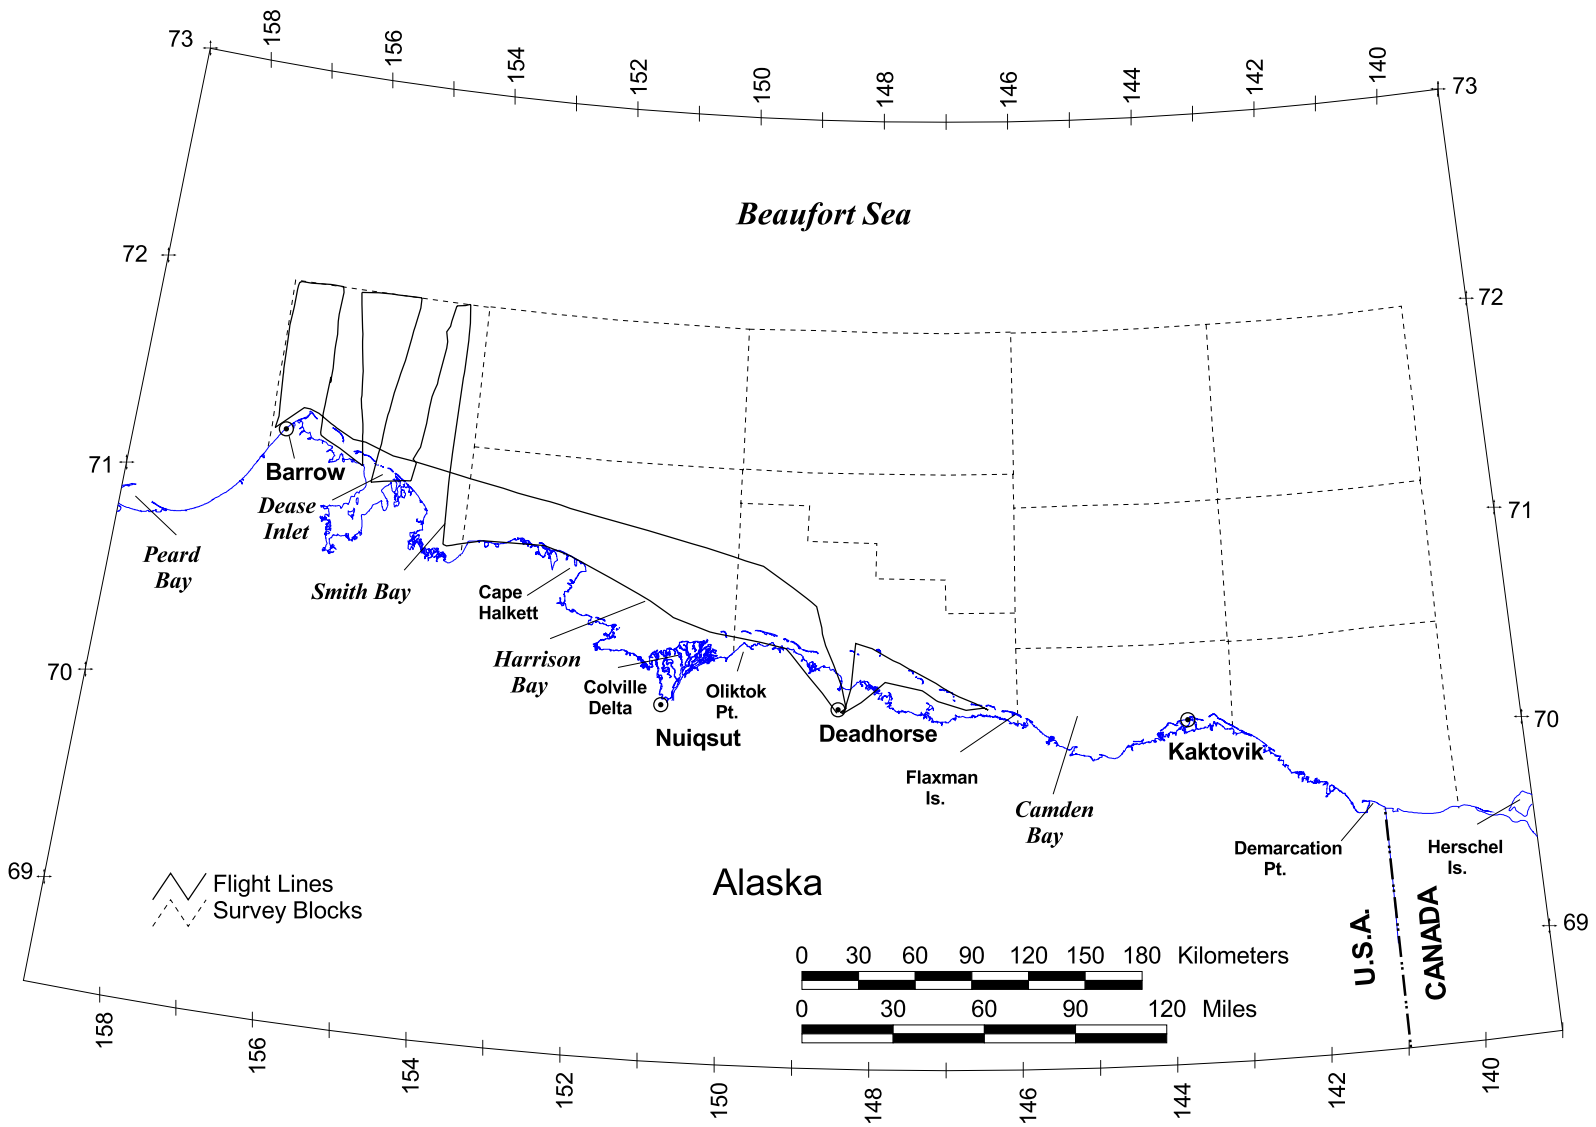 158
156
154
152
150
148
146
144
142
140
73
73
Beaufort Sea
72
72
71
71
Barrow
Dease
Inlet
Peard
Bay
Smith Bay
Cape
Halkett
Harrison
Bay
Colville
Delta
Oliktok
Pt.
Nuiqsut
Deadhorse
70
70
Kaktovik
Flaxman
Is.
Camden
Bay
Demarcation
Pt.
Herschel
Is.
69
69
Alaska
Flight Lines
Survey Blocks
U.S.A.
CANADA
0 30 60 90 120 150 180 Kilometers
0 30 60 90 120 Miles
158
156
154
152
150
148
146
144
142
140